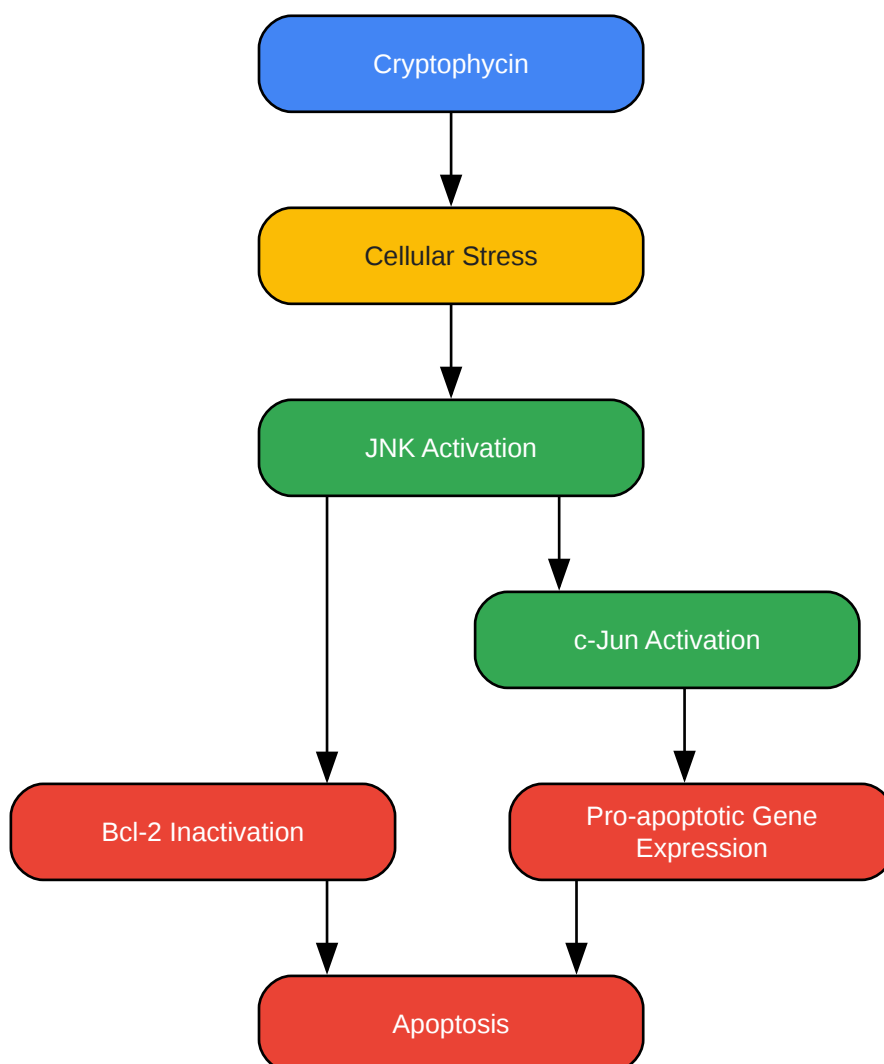 Cryptophycin
Cellular Stress
JNK Activation
c-Jun Activation
Bcl-2 Inactivation
Pro-apoptotic Gene
Expression
Apoptosis